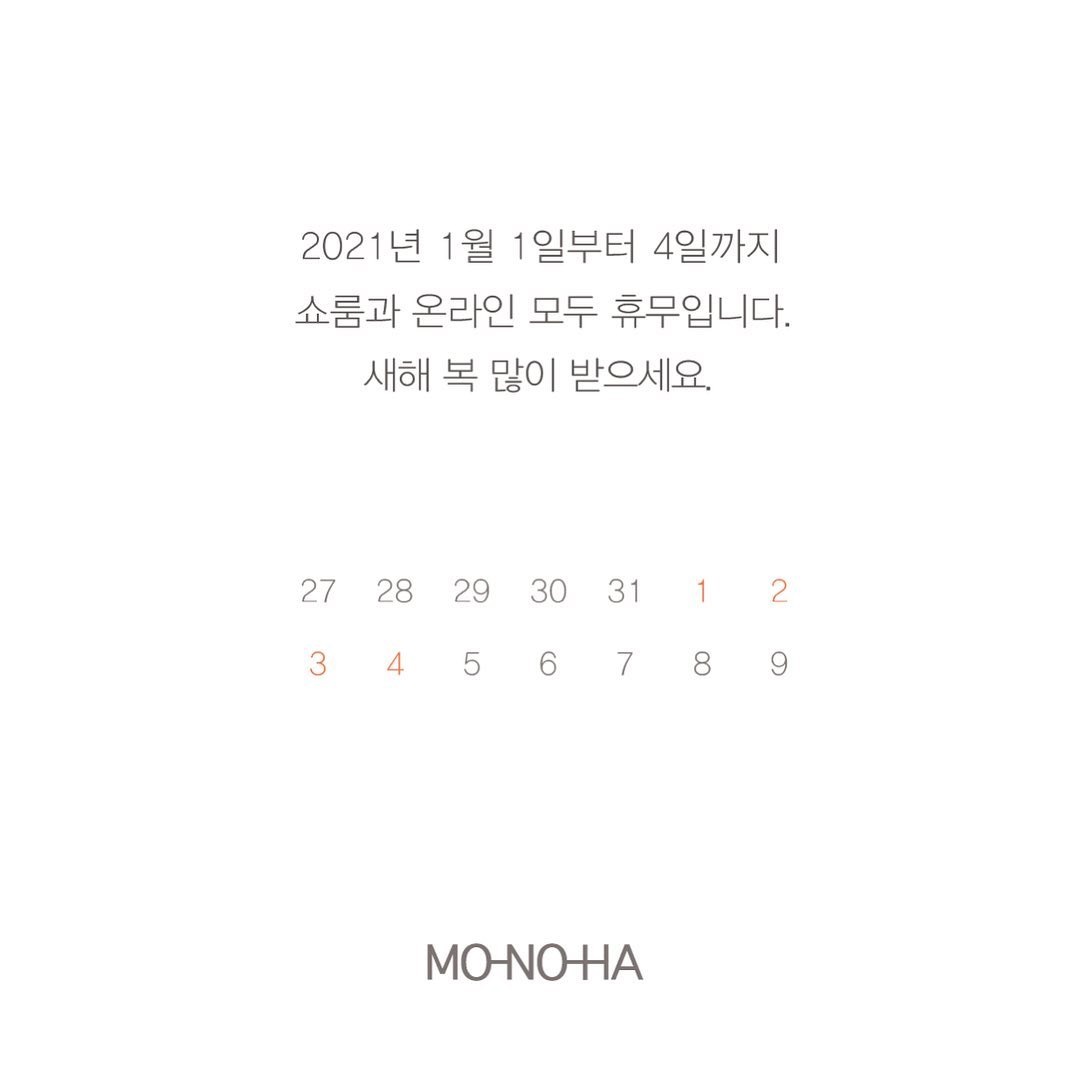 2021년 1월 1일부터 4일까지
쇼룸과 온라인 모두 휴무입니다.
새해 복 많이 받으세요.
27 28 29 30 31 1 2
3 4 5 6 7 8 9
MO-NO-HA